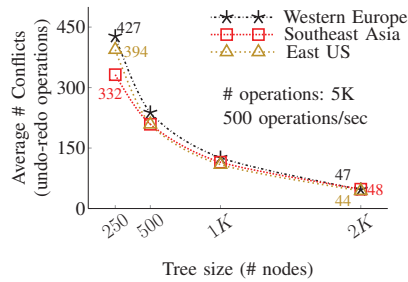 Average # Conflicts
(undo-redo operations)
450
300
150
0
427
394
332
Western Europe
Southeast Asia
East US
# operations: 5K
500 operations/sec
47
48
44
250
500
1K
2K
Tree size (# nodes)